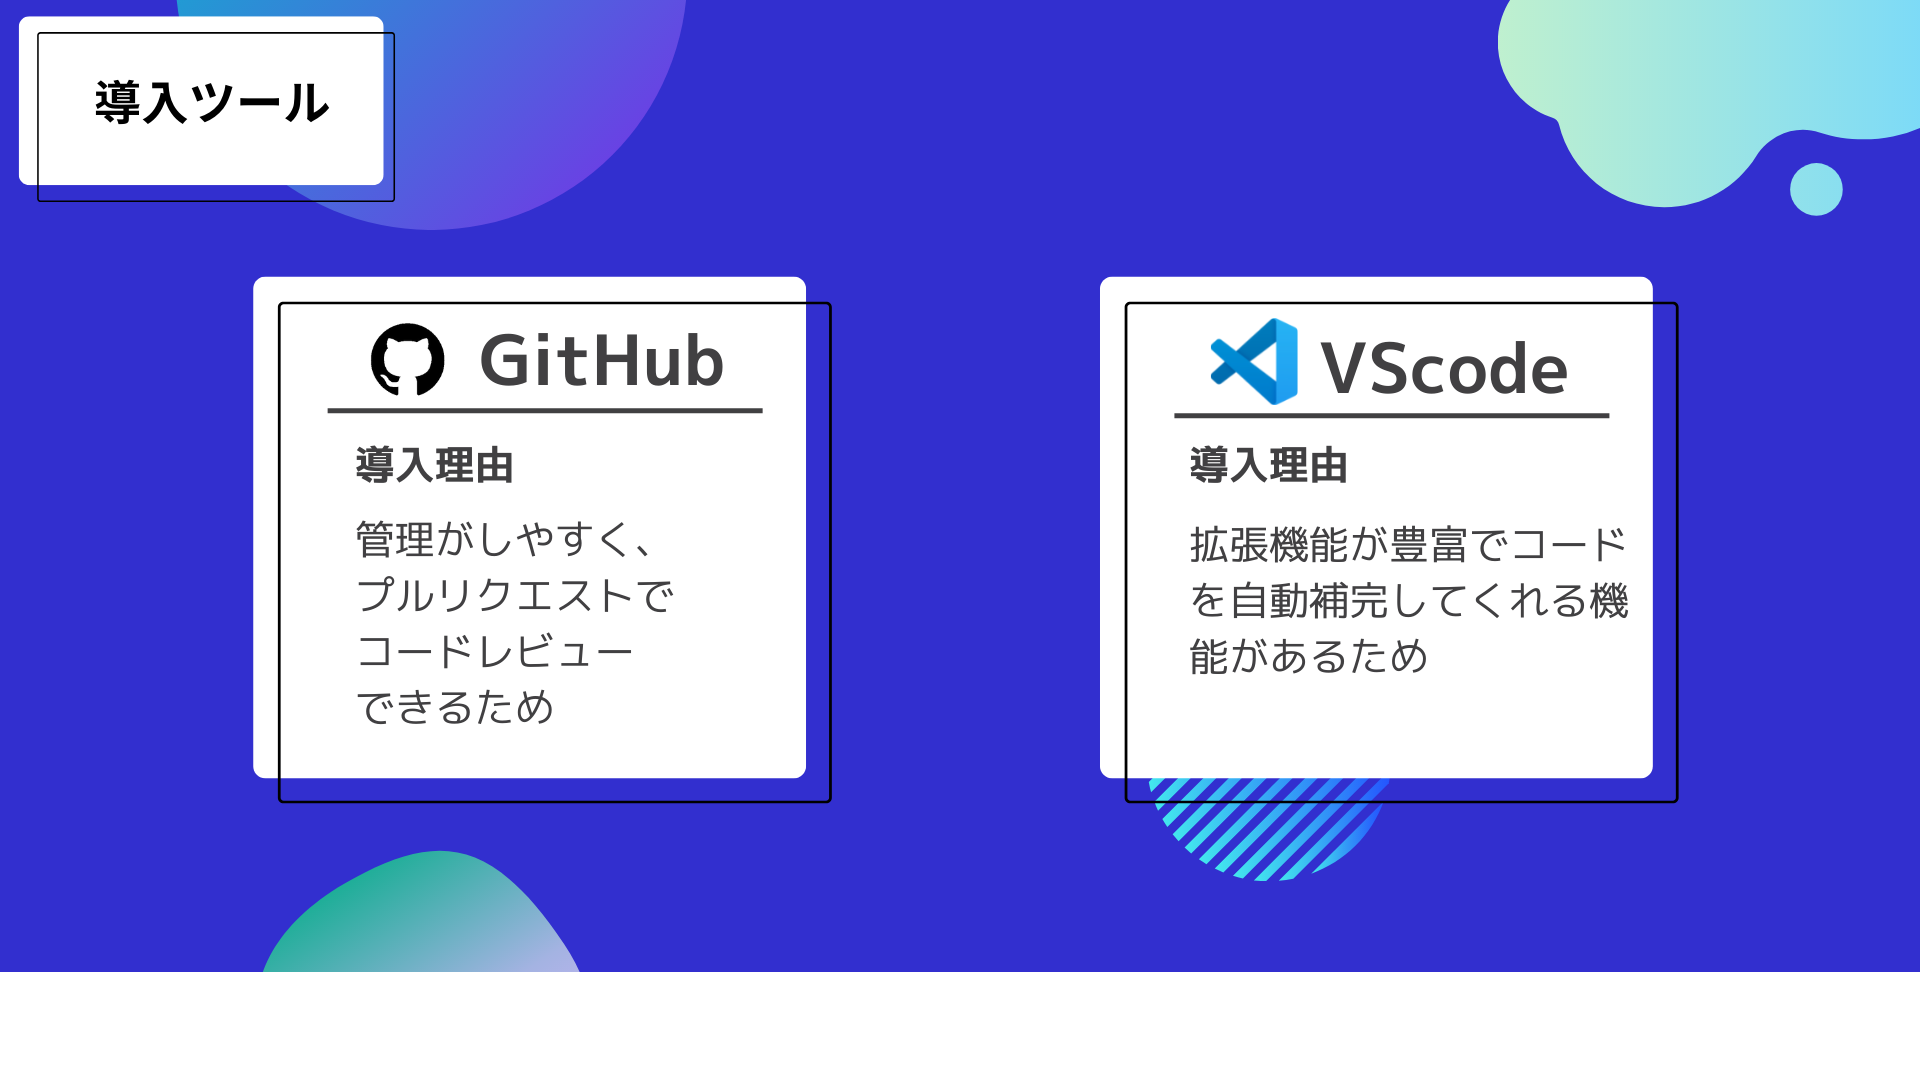 導入ツール
GitHub
導入理由
管理がしやすく、
プルリクエストで
コードレビュー
できるため
VScode
導入理由
拡張機能が豊富でコード
を自動補完してくれる機
能があるため